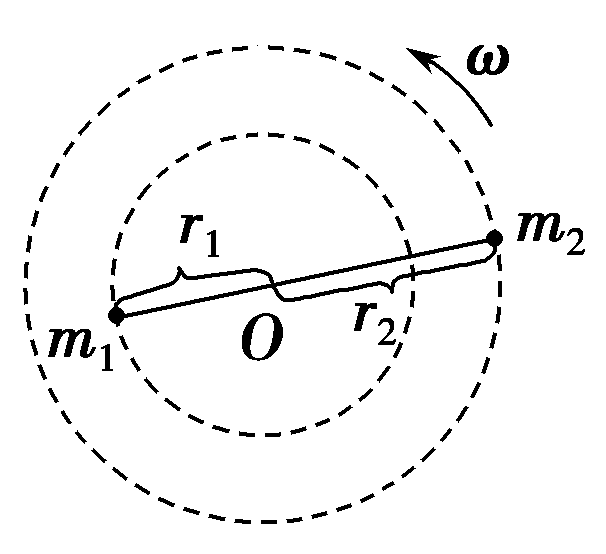 ω
r₁
m₂
r₂
O
m₁